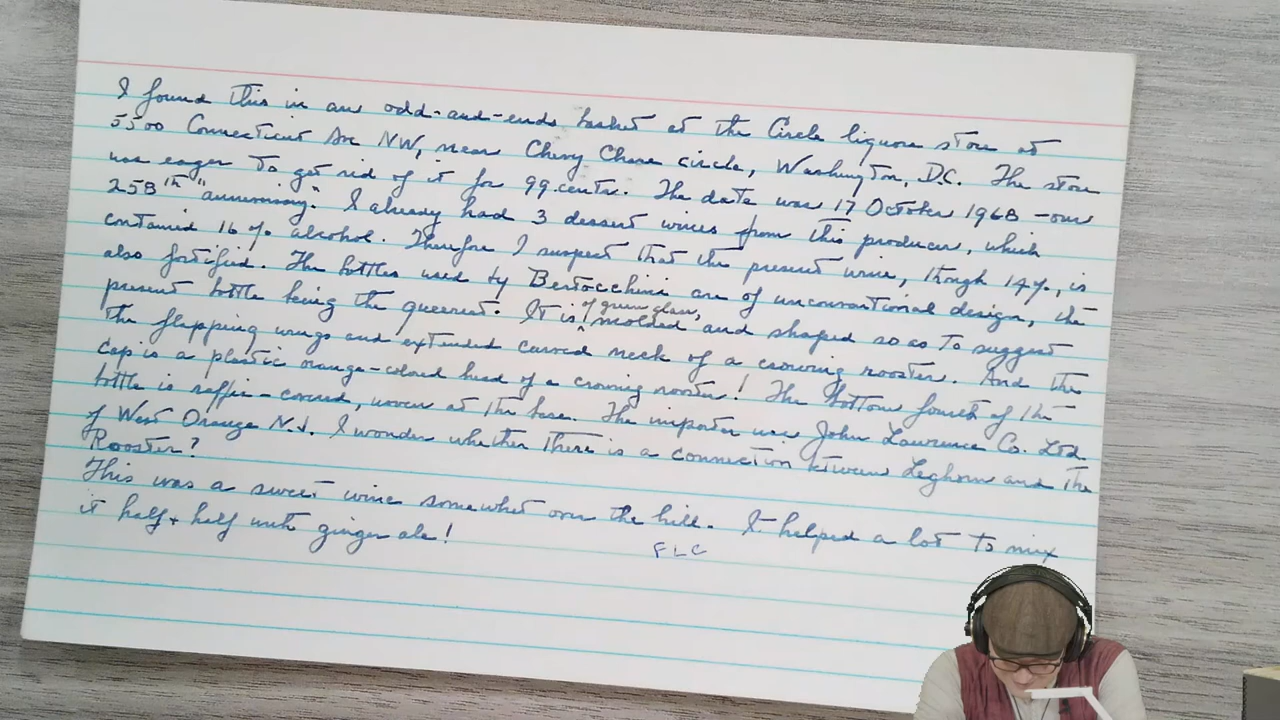 I found this in an odd-and-ends basket at the Circle liquor store at
5500 Connecticut Ave NW, near Chevy Chase circle, Washington, D.C. The store
was eager to get rid of it for 99 cents. The date was 17 October 1968 – our
258th "anniversary." I already had 3 dessert wines from this producer, which
contained 16% alcohol. Therefore I suspect that the present wine, though 14%, is
also fortified. The bottles used by Bertocchini are of unconventional design, the
present bottle being the queerest. It is ^of green glass, molded and shaped so as to suggest
the flapping wings and extended curved neck of a crowing rooster. And the
cap is a plastic orange-colored head of a crowing rooster! The bottom fourth of the
bottle is raffia-covered, woven at the base. The importer was John Lawrence Co. Ltd
of West Orange N.J. I wonder whether there is a connection between Leghorn and the
Rooster?
This was a sweet wine somewhat over the hill. It helped a lot to mix
it half + half with ginger ale!
FLC